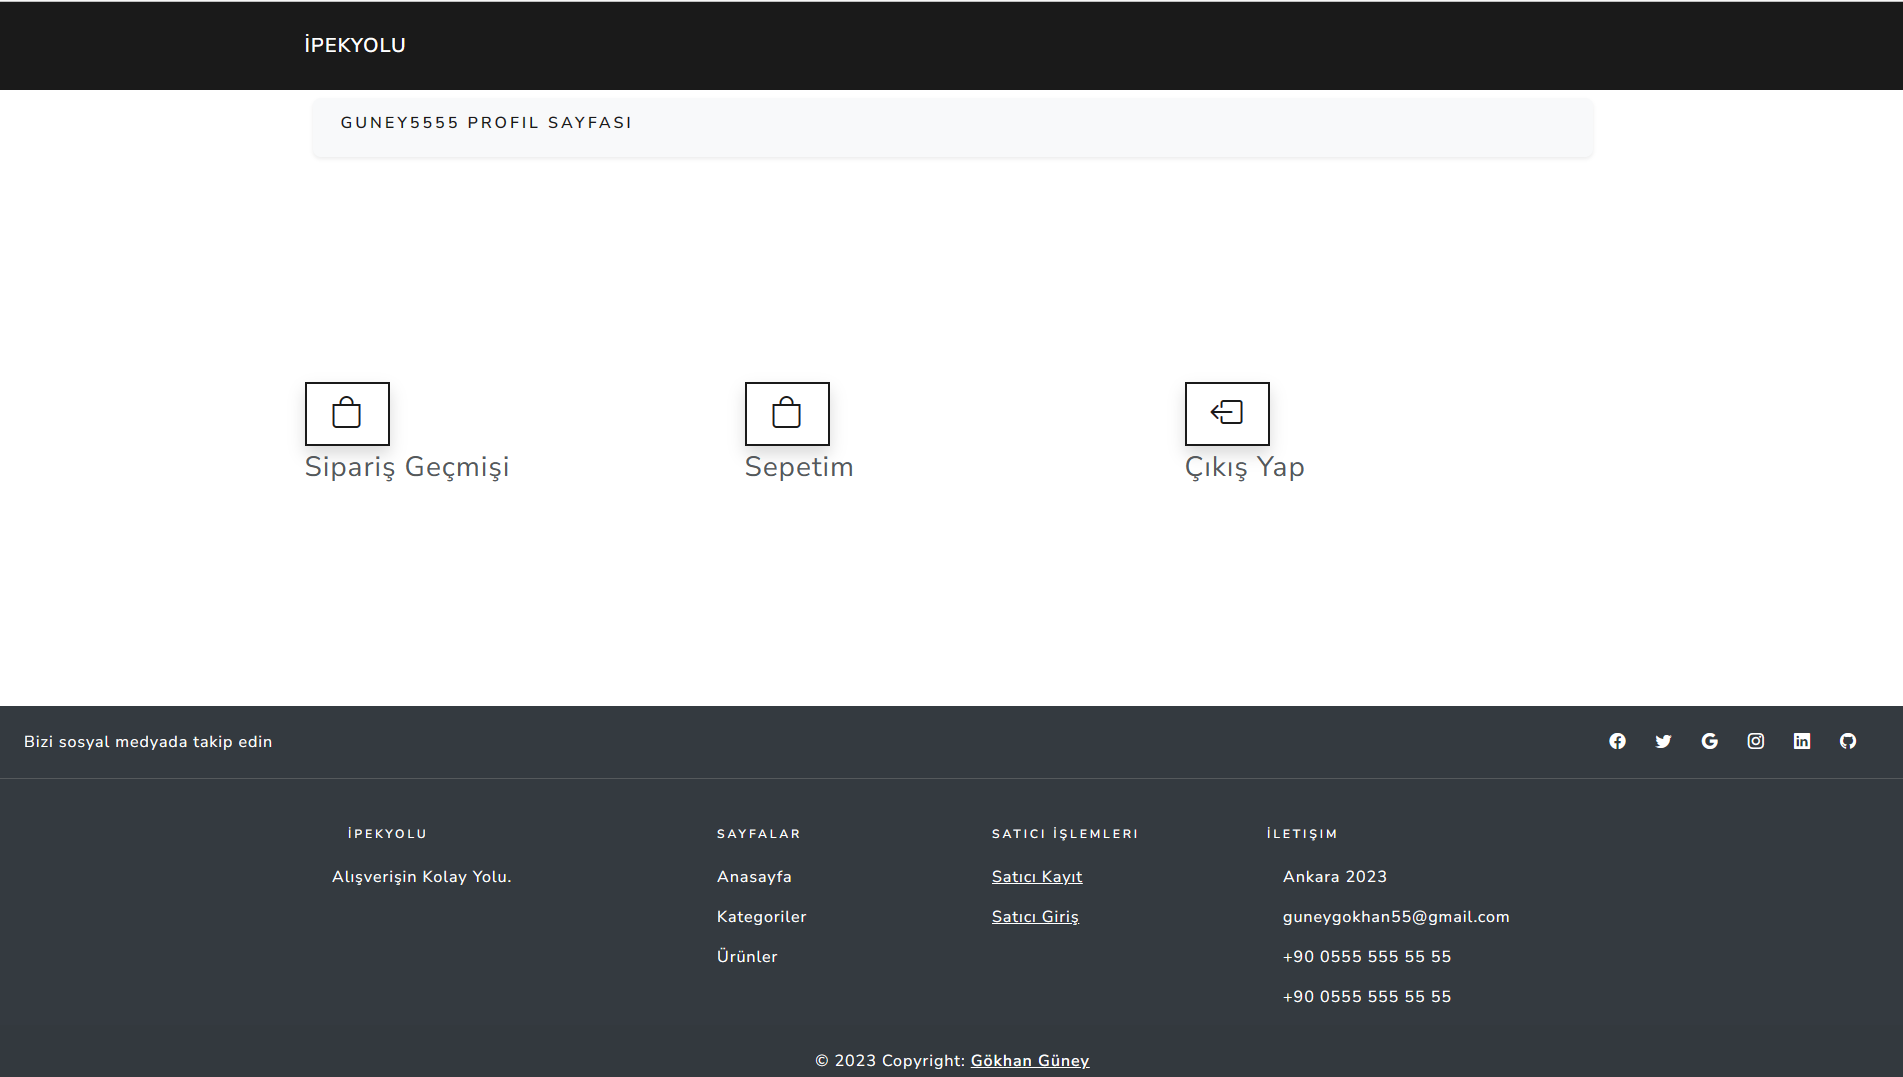 İPEKYOLU
GUNEY5555 PROFIL SAYFASI
Sipariş Geçmişi
Sepetim
Çıkış Yap
Bizi sosyal medyada takip edin
İPEKYOLU
Alışverişin Kolay Yolu.
SAYFALAR
Anasayfa
Kategoriler
Ürünler
SATICI İŞLEMLERI
Satıcı Kayıt
Satıcı Giriş
İLETIŞIM
Ankara 2023
guneygokhan55@gmail.com
+90 0555 555 55 55
+90 0555 555 55 55
© 2023 Copyright: Gökhan Güney